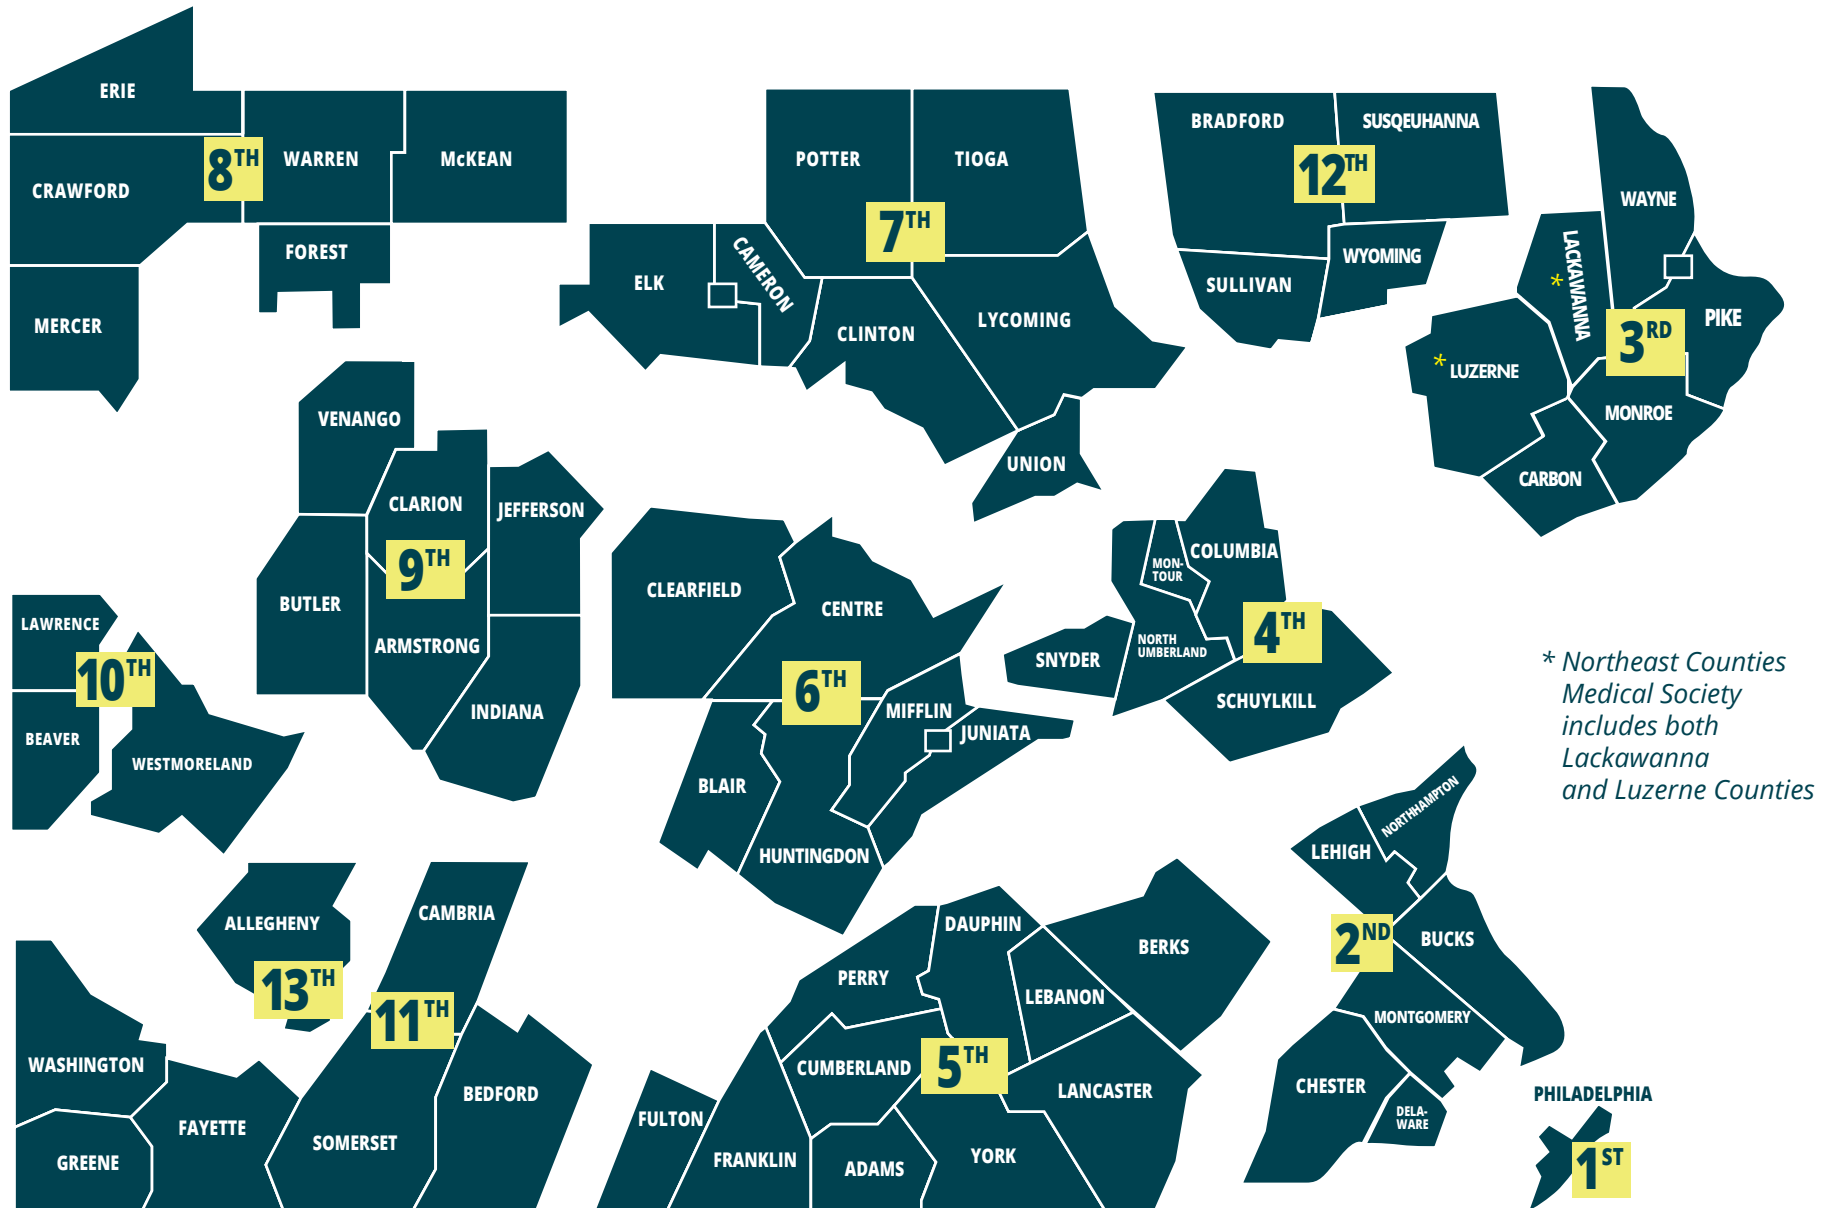 ERIE
CRAWFORD
MERCER
8TH
WARREN
McKEAN
FOREST
POTTER
TIOGA
7TH
ELK
CAMERON
CLINTON
LYCOMING
UNION
BRADFORD
SUSQEUHANNA
12TH
SULLIVAN
WYOMING
WAYNE
LACKAWANNA
*
* LUZERNE
3RD
PIKE
MONROE
CARBON
VENANGO
CLARION
JEFFERSON
9TH
BUTLER
ARMSTRONG
INDIANA
CLEARFIELD
CENTRE
6TH
MIFFLIN
JUNIATA
BLAIR
HUNTINGDON
COLUMBIA
MON-
TOUR
4TH
NORTH
UMBERLAND
SNYDER
SCHUYLKILL
LAWRENCE
10TH
BEAVER
WESTMORELAND
* Northeast Counties
Medical Society
includes both
Lackawanna
and Luzerne Counties
NORTHHAMPTON
LEHIGH
2ND
BUCKS
MONTGOMERY
CHESTER
DELA-
WARE
ALLEGHENY
13TH
CAMBRIA
11TH
WASHINGTON
GREENE
FAYETTE
SOMERSET
BEDFORD
DAUPHIN
BERKS
PERRY
LEBANON
CUMBERLAND
5TH
LANCASTER
FULTON
FRANKLIN
ADAMS
YORK
PHILADELPHIA
1ST